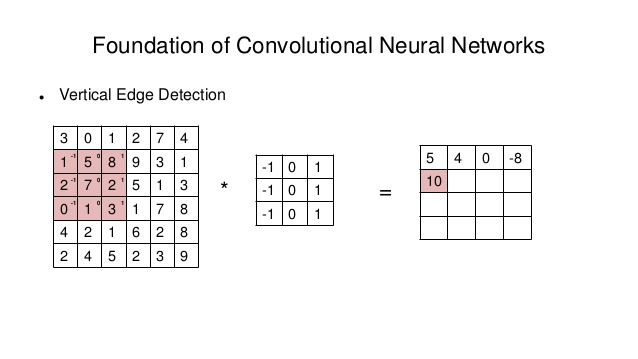 Foundation of Convolutional Neural Networks
• Vertical Edge Detection
3 0 1 2 7 4
1 -1 5 0 8 1 9 3 1
2 -1 7 0 2 1 5 1 3
0 -1 1 0 3 1 1 7 8
4 2 1 6 2 8
2 4 5 2 3 9
*
-1 0 1
-1 0 1
-1 0 1
=
5 4 0 -8
10